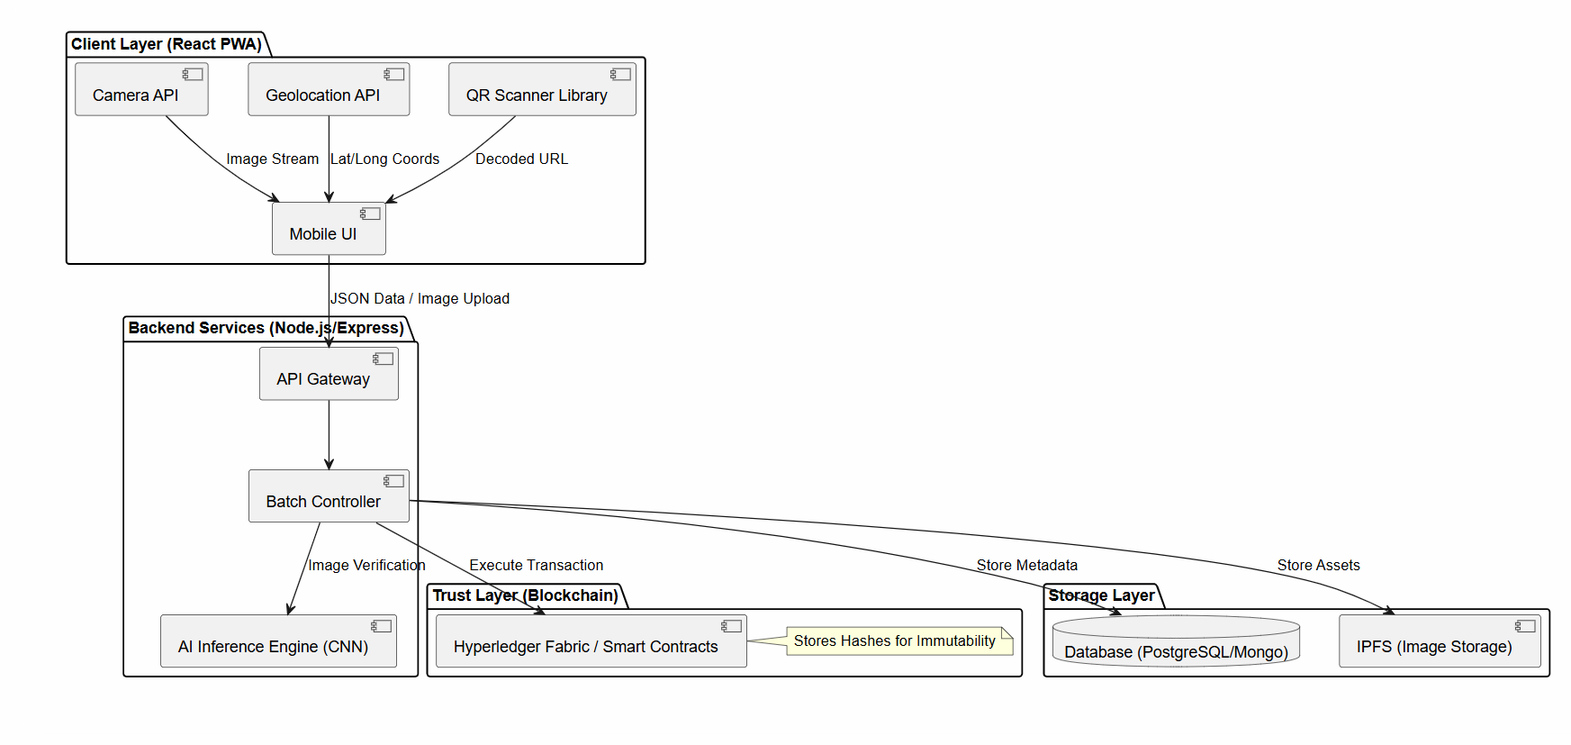 Client Layer (React PWA)
Camera API
Geolocation API
QR Scanner Library
Image Stream
Lat/Long Coords
Decoded URL
Mobile UI
JSON Data / Image Upload
Backend Services (Node.js/Express)
API Gateway
Batch Controller
Image Verification
Execute Transaction
Store Metadata
Store Assets
Trust Layer (Blockchain)
Storage Layer
AI Inference Engine (CNN)
Hyperledger Fabric / Smart Contracts
Stores Hashes for Immutability
Database (PostgreSQL/Mongo)
IPFS (Image Storage)